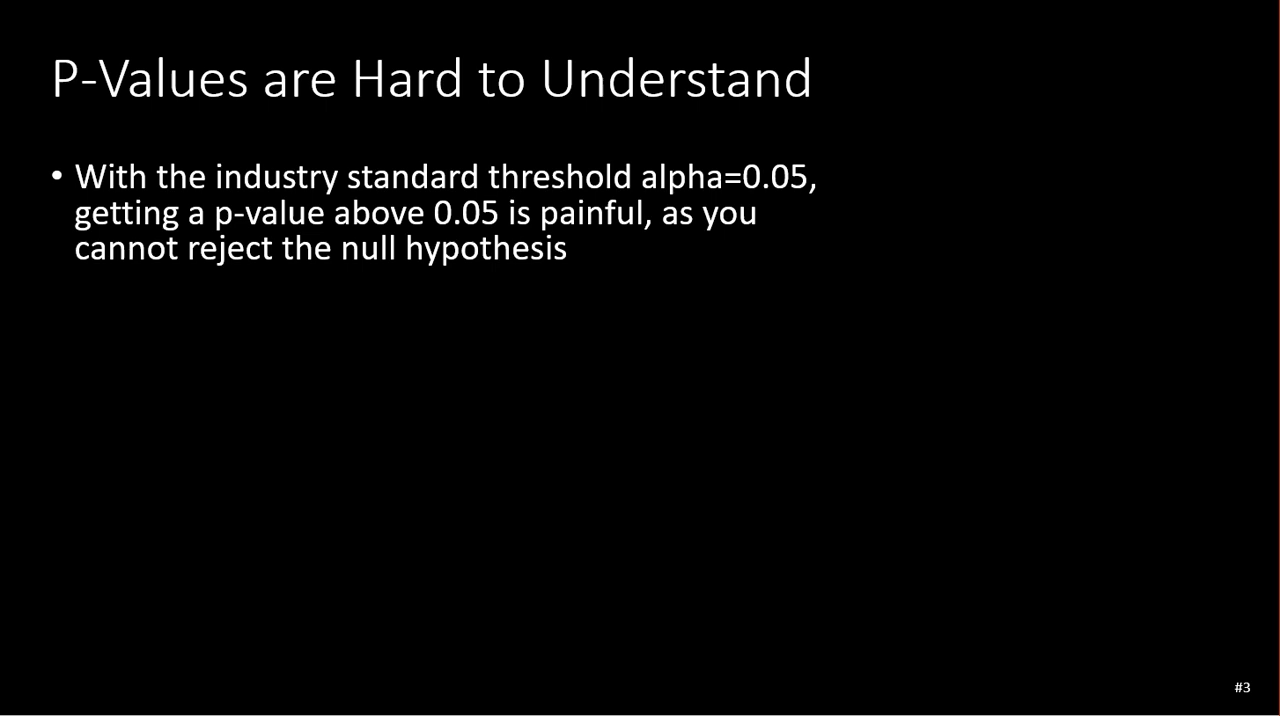 P-Values are Hard to Understand
• With the industry standard threshold alpha=0.05,
getting a p-value above 0.05 is painful, as you
cannot reject the null hypothesis
#3